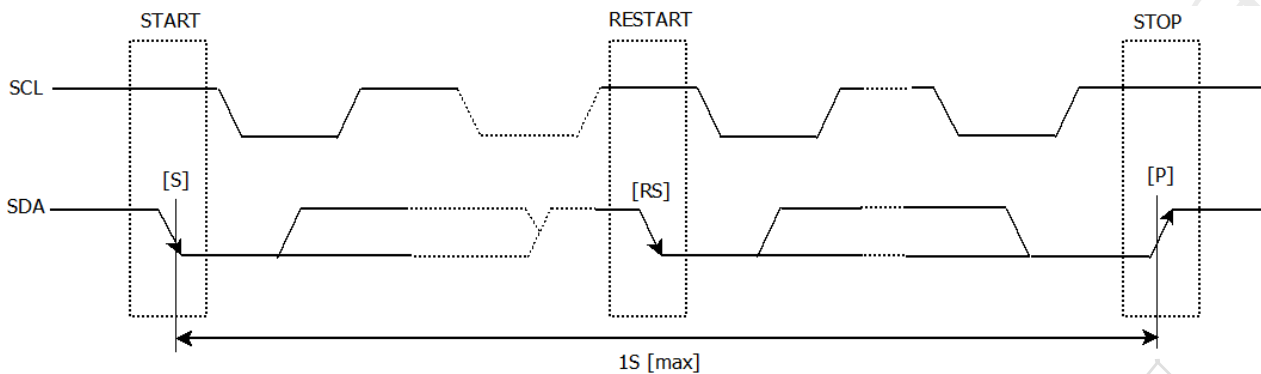 START
RESTART
STOP
SCL
[S]
[RS]
[P]
SDA
1S [max]